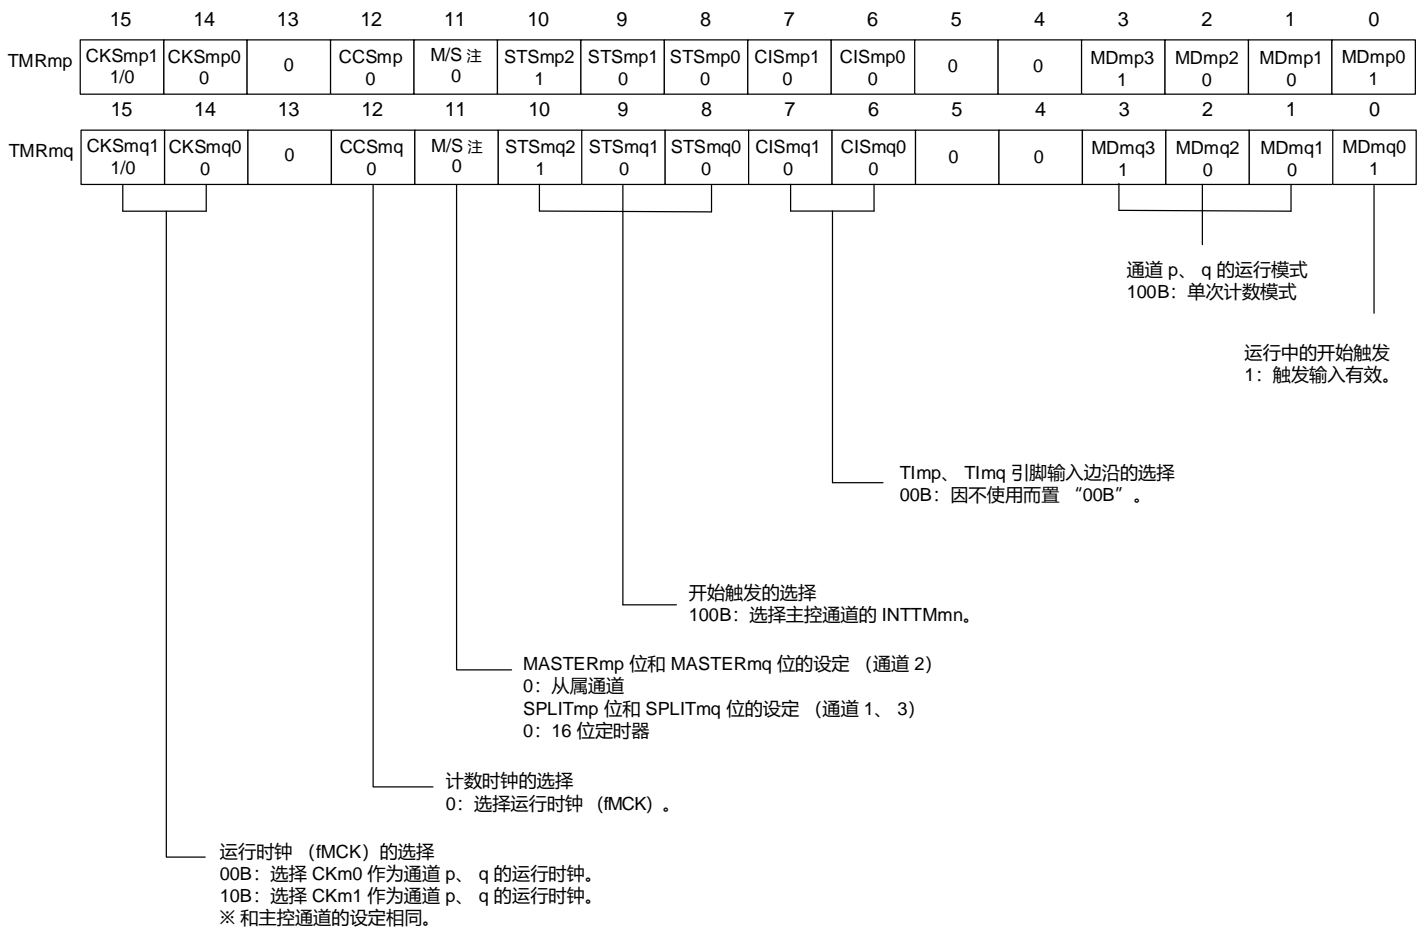 15 14 13 12 11 10 9 8 7 6 5 4 3 2 1 0
TMRmp CKSmp1 CKSmp0 0 CCSmp M/S 注 STSmp2 STSmp1 STSmp0 CISmp1 CISmp0 0 0 MDmp3 MDmp2 MDmp1 MDmp0
1/0 0 0 0 1 0 0 0 0 1 0 0 1
15 14 13 12 11 10 9 8 7 6 5 4 3 2 1 0
TMRmq CKSmq1 CKSmq0 0 CCSmq M/S 注 STSmq2 STSmq1 STSmq0 CISmq1 CISmq0 0 0 MDmq3 MDmq2 MDmq1 MDmq0
1/0 0 0 0 1 0 0 0 0 1 0 0 1
通道 p、 q 的运行模式
100B：单次计数模式
运行中的开始触发
1：触发输入有效。
TImp、 TImq 引脚输入边沿的选择
00B：因不使用而置 “00B”。
开始触发的选择
100B：选择主控通道的 INTTMmn。
MASTERmp 位和 MASTERmq 位的设定 （通道 2）
0：从属通道
SPLITmp 位和 SPLITmq 位的设定 （通道 1、 3）
0：16 位定时器
计数时钟的选择
0：选择运行时钟 （fMCK）。
运行时钟 （fMCK）的选择
00B：选择 CKm0 作为通道 p、 q 的运行时钟。
10B：选择 CKm1 作为通道 p、 q 的运行时钟。
※ 和主控通道的设定相同。